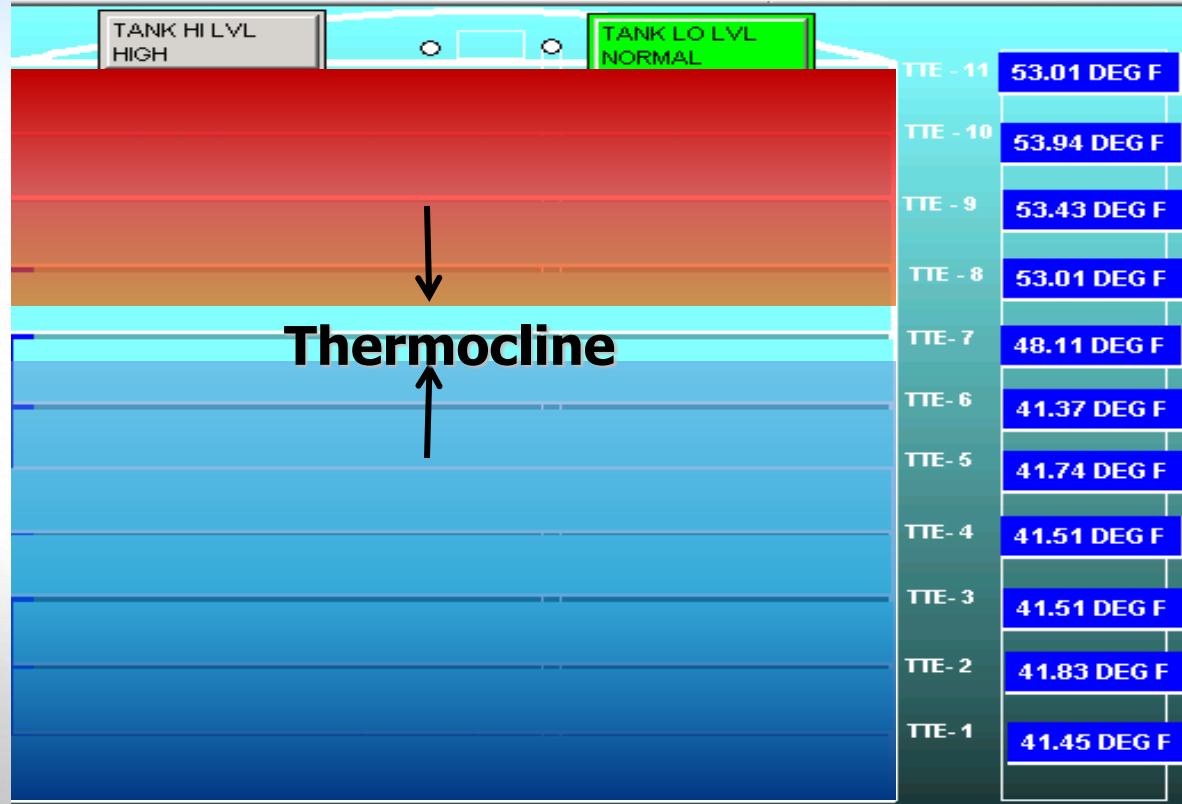 TANK HI LVL
HIGH
TANK LO LVL
NORMAL
TTE - 11 53.01 DEG F
TTE - 10 53.94 DEG F
TTE - 9 53.43 DEG F
TTE - 8 53.01 DEG F
Thermocline
TTE- 7 48.11 DEG F
TTE- 6 41.37 DEG F
TTE- 5 41.74 DEG F
TTE- 4 41.51 DEG F
TTE- 3 41.51 DEG F
TTE- 2 41.83 DEG F
TTE- 1 41.45 DEG F